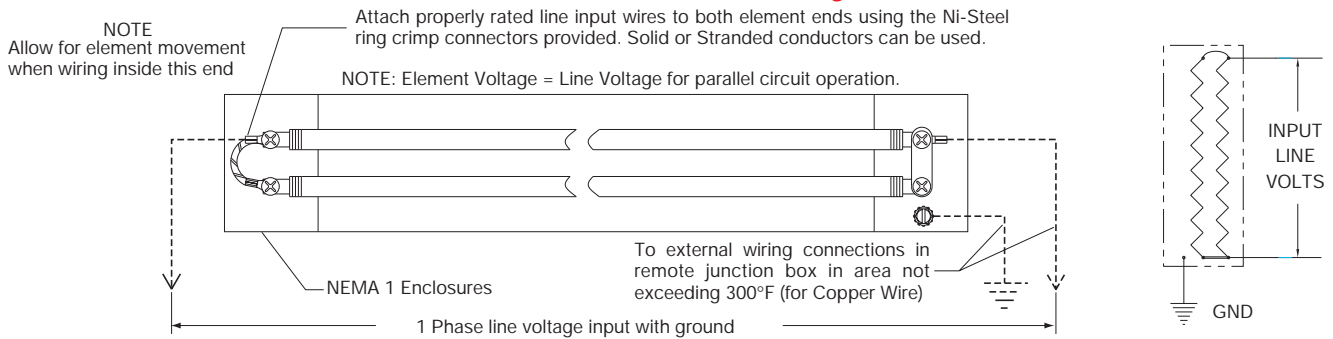 NOTE
Allow for element movement
when wiring inside this end
Attach properly rated line input wires to both element ends using the Ni-Steel
ring crimp connectors provided. Solid or Stranded conductors can be used.
NOTE: Element Voltage = Line Voltage for parallel circuit operation.
INPUT
LINE
VOLTS
To external wiring connections in
remote junction box in area not
exceeding 300°F (for Copper Wire)
NEMA 1 Enclosures
GND
1 Phase line voltage input with ground